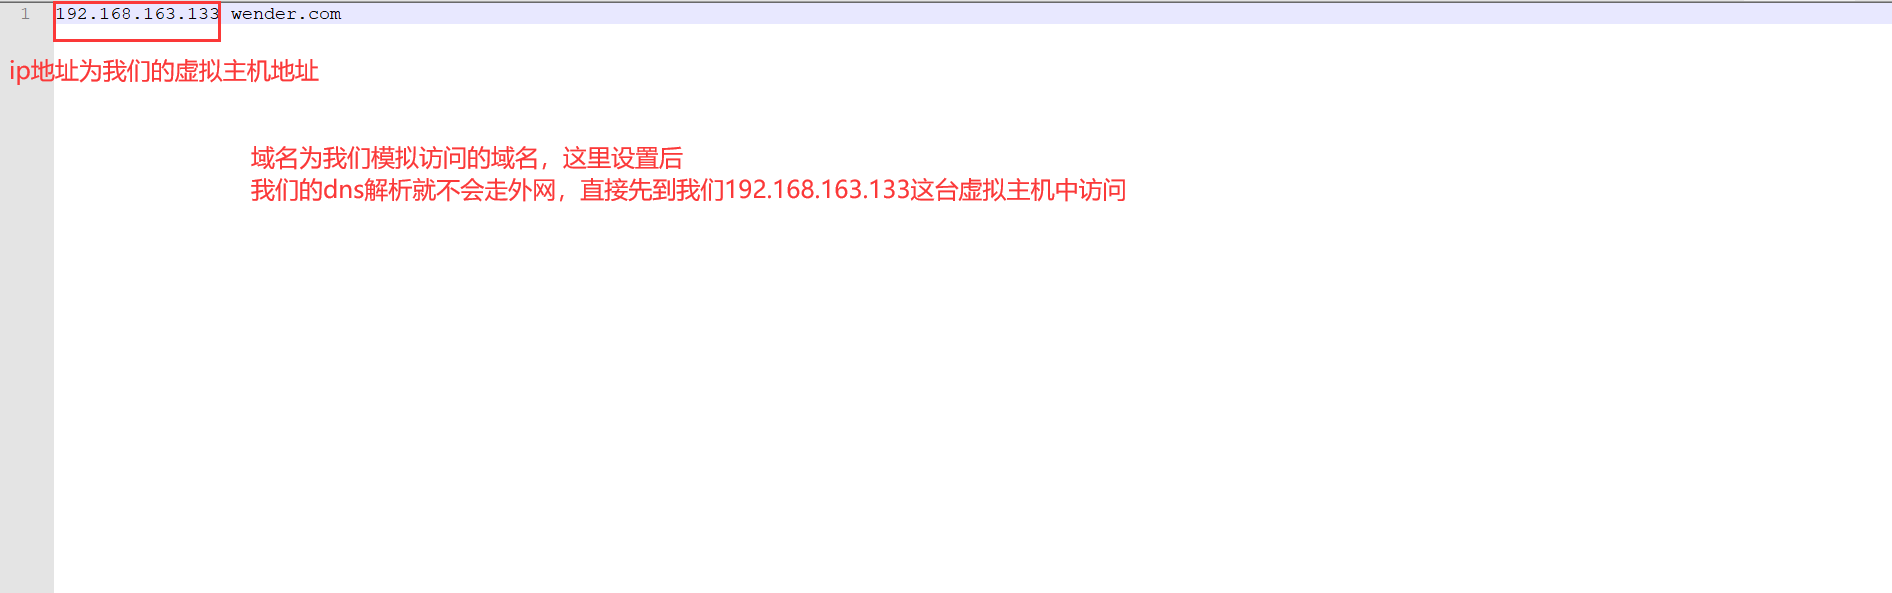 1 192.168.163.133 wender.com
ip地址为我们的虚拟主机地址
域名为我们模拟访问的域名，这里设置后
我们的dns解析就不会走外网，直接先到我们192.168.163.133这台虚拟主机中访问